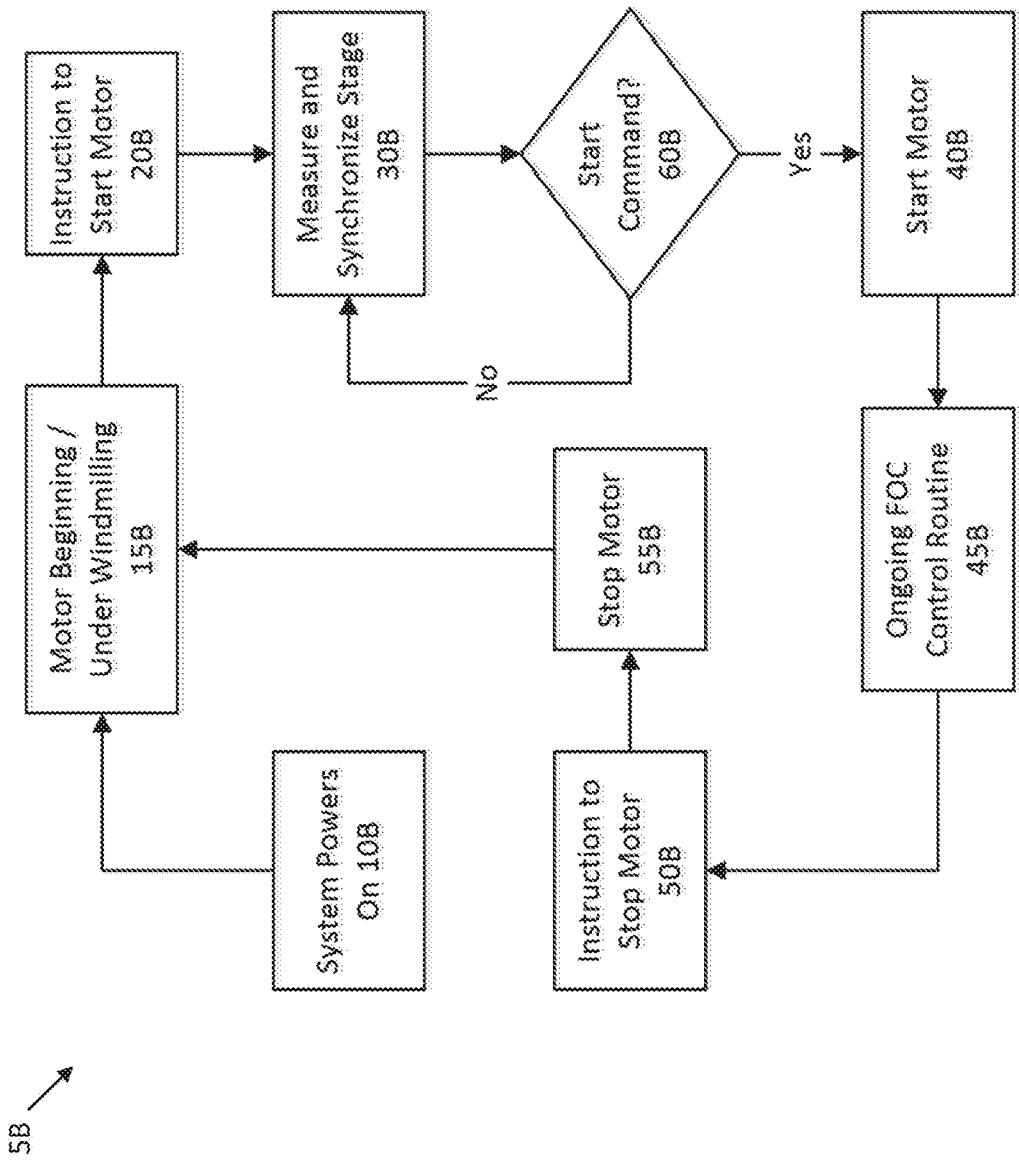 5B
System Powers
On 10B
Motor Beginning /
Under Windmilling
15B
Instruction to
Start Motor
20B
Measure and
Synchronize Stage
30B
Start
Command?
60B
No
Yes
Start Motor
40B
Ongoing FOC
Control Routine
45B
Instruction to
Stop Motor
50B
Stop Motor
55B